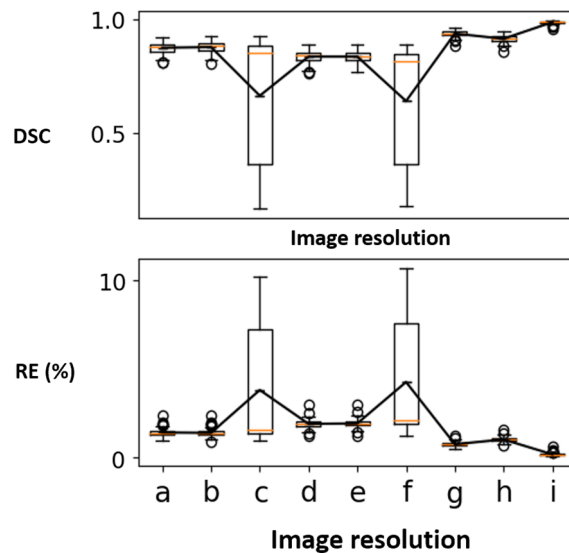 1.0
DSC
0.5
Image resolution
10
RE (%)
0
a b c d e f g h i
Image resolution